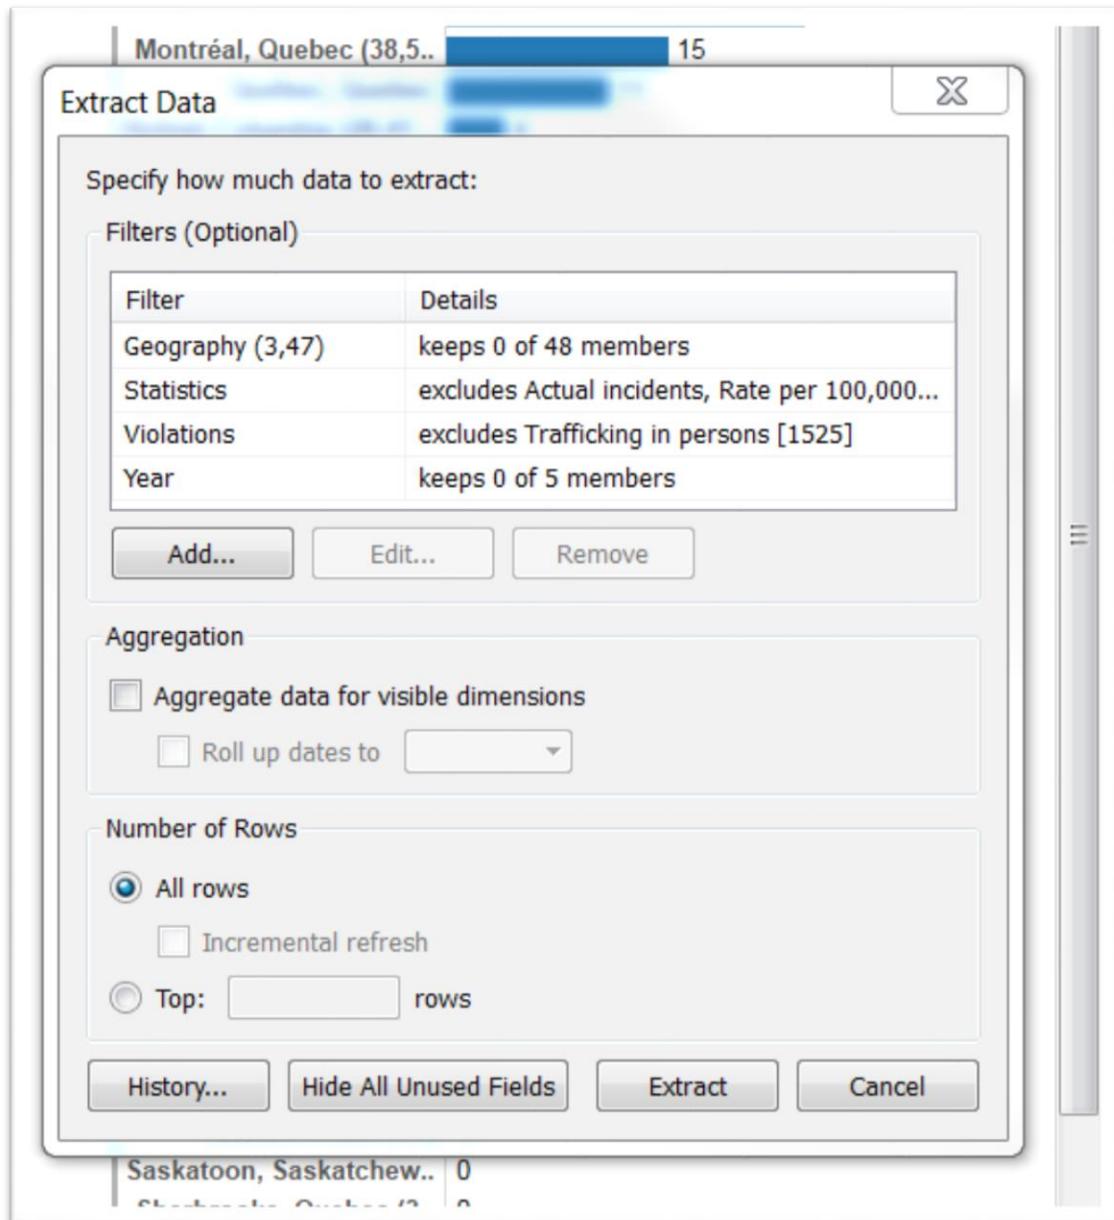 Montréal, Quebec (38,5.. 15
Extract Data
Specify how much data to extract:
Filters (Optional)
Filter Details
Geography (3,47) keeps 0 of 48 members
Statistics excludes Actual incidents, Rate per 100,000...
Violations excludes Trafficking in persons [1525]
Year keeps 0 of 5 members
Add... Edit... Remove
Aggregation
Aggregate data for visible dimensions
Roll up dates to
Number of Rows
All rows
Incremental refresh
Top: rows
History... Hide All Unused Fields Extract Cancel
Saskatoon, Saskatchew.. 0